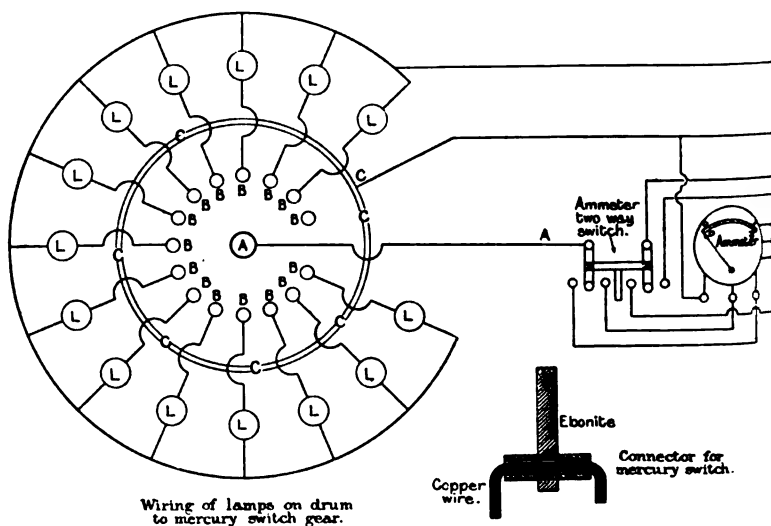 L
L L
L L
C
L C
B B B
B B C
B B
A A
Ammeter
two way
switch.
Ammeter
L B
C
B B
B B
B B B
L L
C
C
C
L L
L L
L
Ebonite
Connector for
mercury switch.
Copper
wire.
Wiring of lamps on drum
to mercury switch gear.